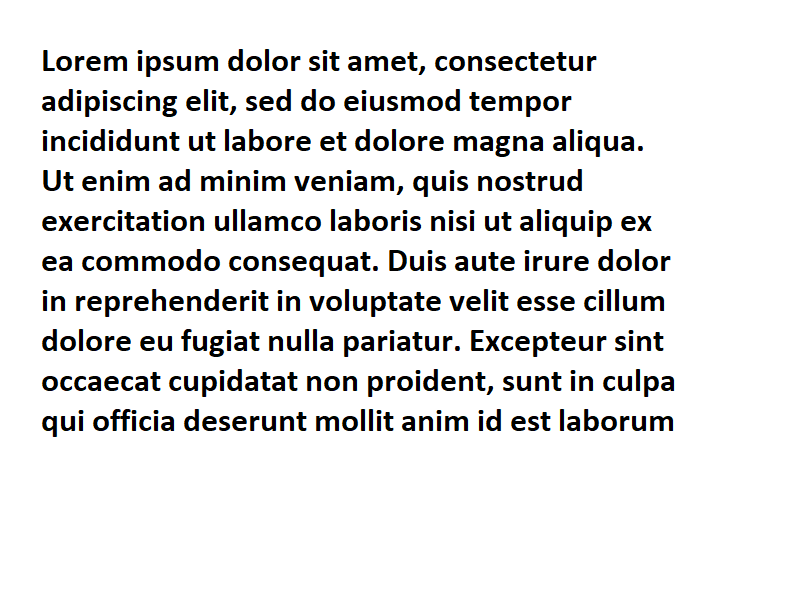 Lorem ipsum dolor sit amet, consectetur
adipiscing elit, sed do eiusmod tempor
incididunt ut labore et dolore magna aliqua.
Ut enim ad minim veniam, quis nostrud
exercitation ullamco laboris nisi ut aliquip ex
ea commodo consequat. Duis aute irure dolor
in reprehenderit in voluptate velit esse cillum
dolore eu fugiat nulla pariatur. Excepteur sint
occaecat cupidatat non proident, sunt in culpa
qui officia deserunt mollit anim id est laborum